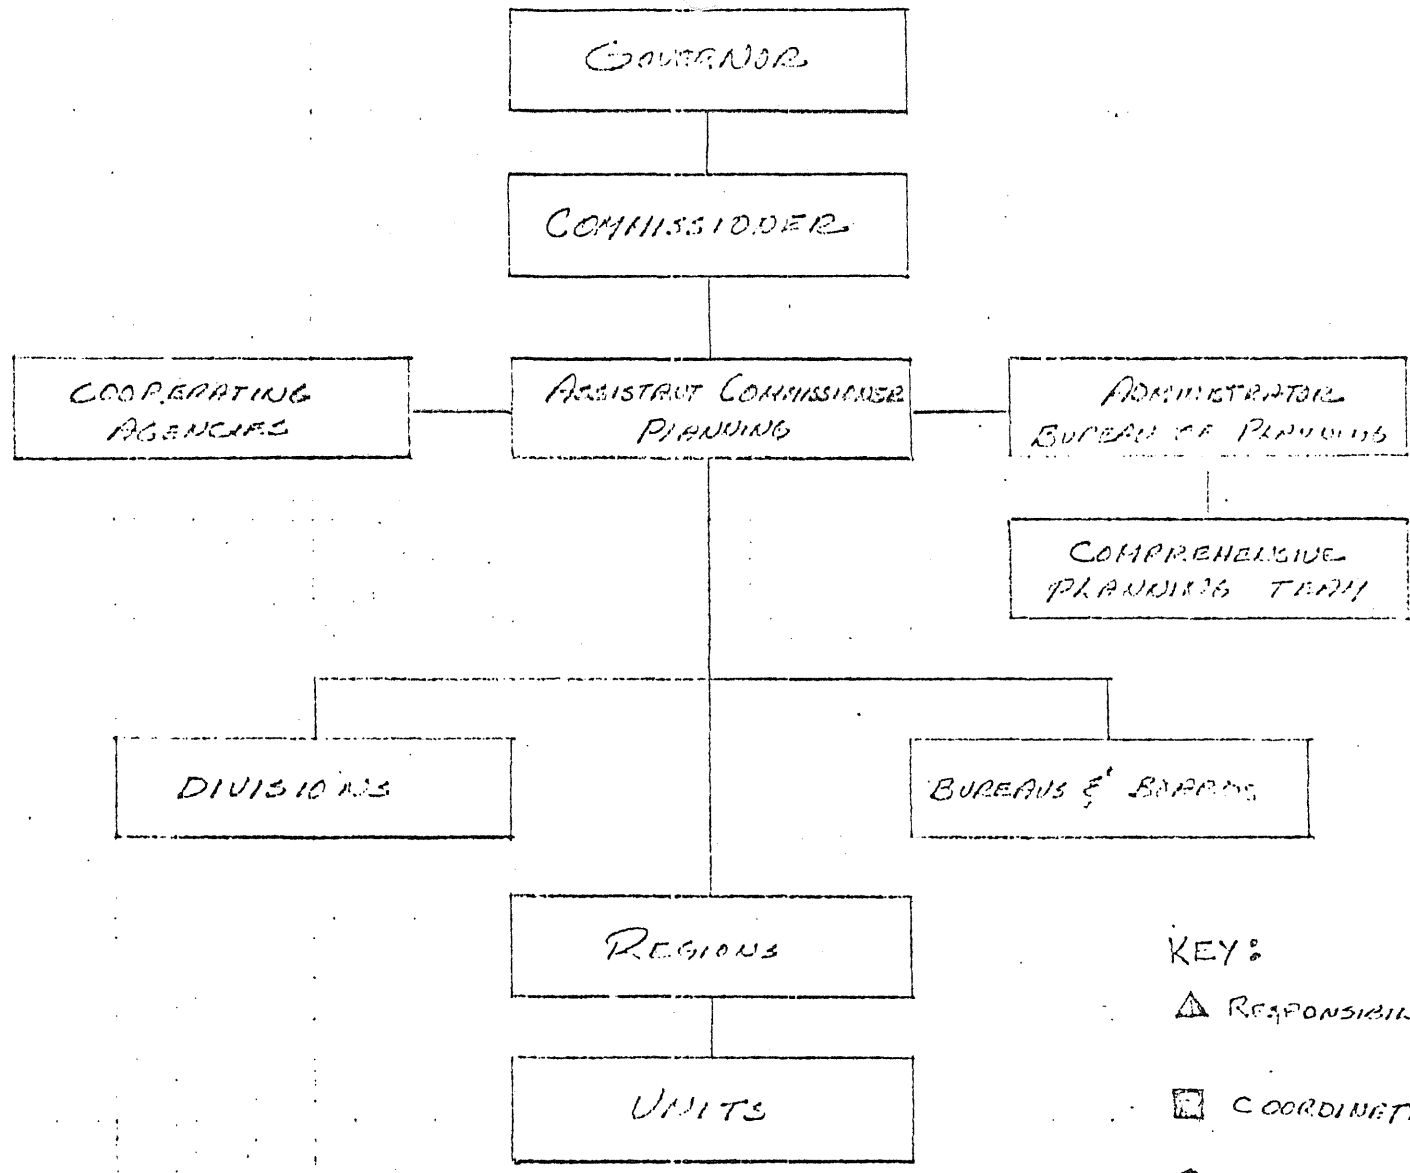 GOVERNOR
COMMISSIONER
COOPERATING
AGENCIES
ASSISTANT COMMISSIONER
PLANNING
ADMINISTRATOR
BUREAU OF PLANNING
COMPREHENSIVE
PLANNING TEAM
DIVISIONS
BUREAUS & BOARDS
REGIONS
UNITS
KEY:
RESPONSIBIL
COORDINAT